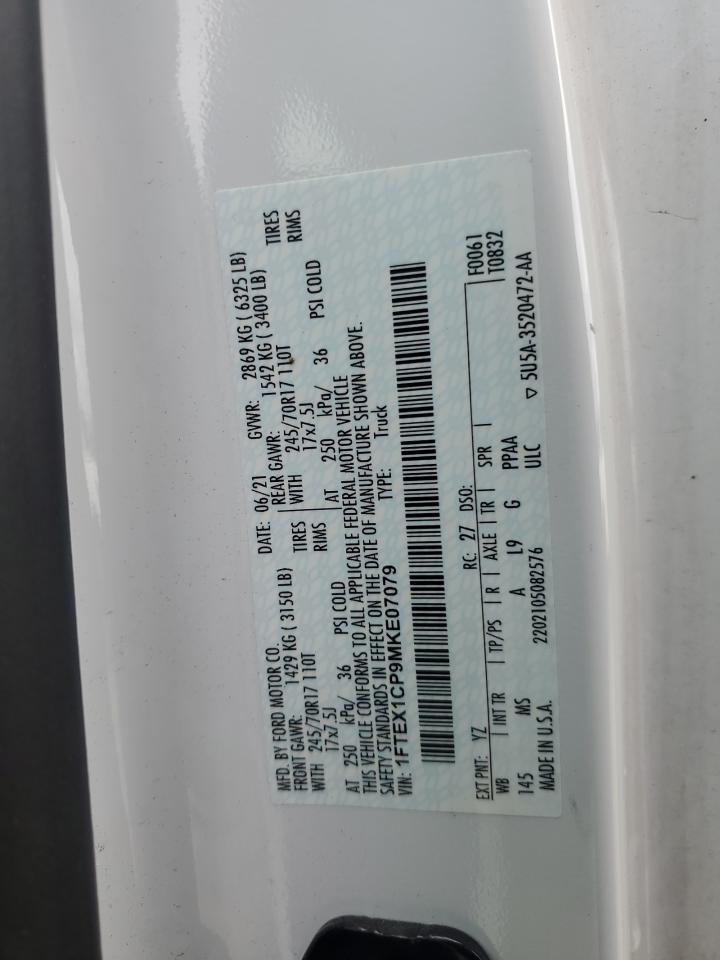 MFD. BY FORD MOTOR CO.
DATE: 06/21 GVWR: 2869 KG ( 6325 LB)
FRONT GAWR: 1429 KG ( 3150 LB) REAR GAWR: 1542 KG ( 3400 LB)
WITH 245/70R17 110T TIRES WITH 245/70R17 110T TIRES
17x7.5J RIMS 17x7.5J RIMS
AT 250 kPa/ 36 PSI COLD AT 250 kPa/ 36 PSI COLD
THIS VEHICLE CONFORMS TO ALL APPLICABLE FEDERAL MOTOR VEHICLE
SAFETY STANDARDS IN EFFECT ON THE DATE OF MANUFACTURE SHOWN ABOVE.
VIN: 1FTEX1CP9MKE07079 TYPE: Truck
F0061
T0832
EXT PNT: YZ RC: 27 DSO:
WB | INT TR | TP/PS | R | AXLE | TR | SPR |
145 MS A L9 G PPAA
MADE IN U.S.A. 2202105082576 ULC ▽ 5U5A-3520472-AA